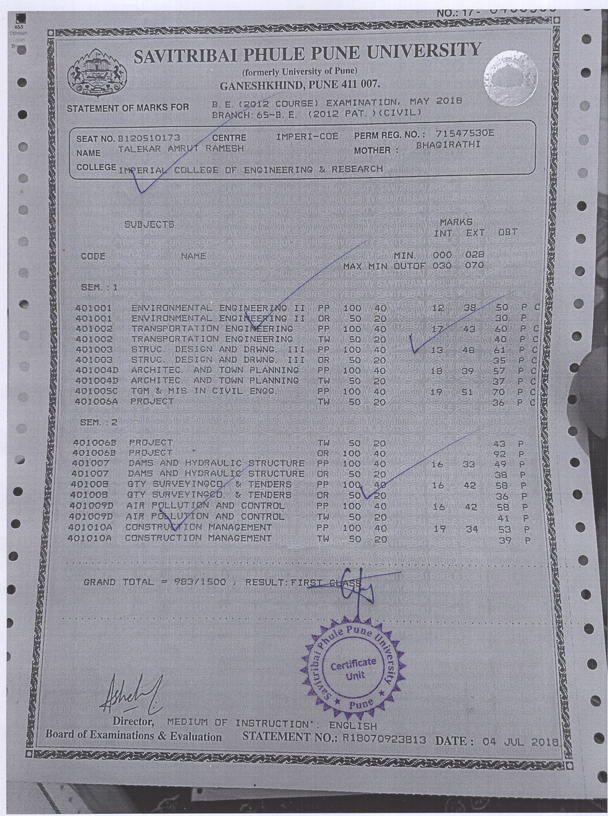 NO.: 17 -
SAVITRIBAI PHULE PUNE UNIVERSITY
(formerly University of Pune)
GANESHKHIND, PUNE 411 007.
STATEMENT OF MARKS FOR B.E.(2012 COURSE) EXAMINATION, MAY 2018
BRANCH: 65-B.E. (2012 PAT.)(CIVIL)
SEAT NO. B120510173 CENTRE IMPERI-COE PERM REG. NO.: 71547530E
NAME TALEKAR AMRUT RAMESH MOTHER : BHAGIRATHI
COLLEGE IMPERIAL COLLEGE OF ENGINEERING & RESEARCH
SUBJECTS MARKS
INT EXT OBT
CODE NAME MIN. 000 028
MAX MIN OUTOF 030 070
SEM. : 1
401001 ENVIRONMENTAL ENGINEERING II PP 100 40 12 38 50 P C
401001 ENVIRONMENTAL ENGINEERING II OR 50 20 30 P
401002 TRANSPORTATION ENGINEERING PP 100 40 17 43 60 P C
401002 TRANSPORTATION ENGINEERING TW 50 20 40 P C
401003 STRUC. DESIGN AND DRWNG. III PP 100 40 13 48 61 P C
401003 STRUC. DESIGN AND DRWNG. III OR 50 20 35 P C
401004D ARCHITEC. AND TOWN PLANNING PP 100 40 18 39 57 P C
401004D ARCHITEC. AND TOWN PLANNING TW 50 20 37 P C
401005C TQM & MIS IN CIVIL ENGG. PP 100 40 19 51 70 P C
401006A PROJECT TW 50 20 36 P C
SEM. : 2
401006B PROJECT TW 50 20 43 P
401006B PROJECT OR 100 40 92 P
401007 DAMS AND HYDRAULIC STRUCTURE PP 100 40 16 33 49 P
401007 DAMS AND HYDRAULIC STRUCTURE OR 50 20 38 P
401008 QTY SURVEYINGCO. & TENDERS PP 100 40 16 42 58 P
401008 QTY SURVEYINGCO. & TENDERS OR 50 20 36 P
401009D AIR POLLUTION AND CONTROL PP 100 40 16 42 58 P
401009D AIR POLLUTION AND CONTROL TW 50 20 41 P
401010A CONSTRUCTION MANAGEMENT PP 100 40 19 34 53 P
401010A CONSTRUCTION MANAGEMENT TW 50 20 39 P
GRAND TOTAL = 983/1500 , RESULT: FIRST CLASS
Savitribai Phule Pune University
Certificate
Unit
Pune
Director, MEDIUM OF INSTRUCTION : ENGLISH
Board of Examinations & Evaluation STATEMENT NO.: R18070923813 DATE : 04 JUL 2018